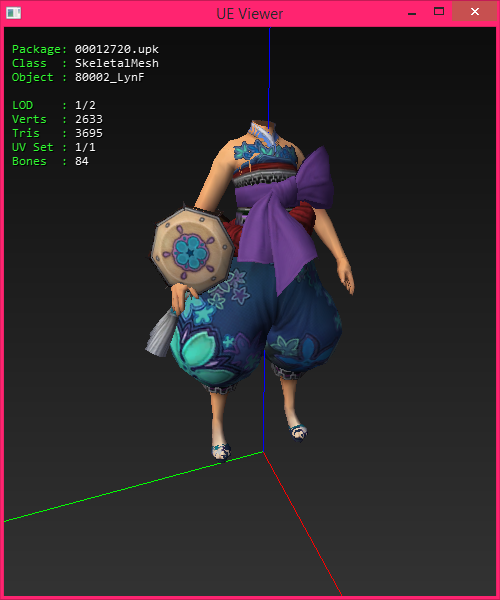 UE Viewer
Package: 00012720.upk
Class : SkeletalMesh
Object : 80002_LynF
LOD : 1/2
Verts : 2633
Tris : 3695
UV Set : 1/1
Bones : 84